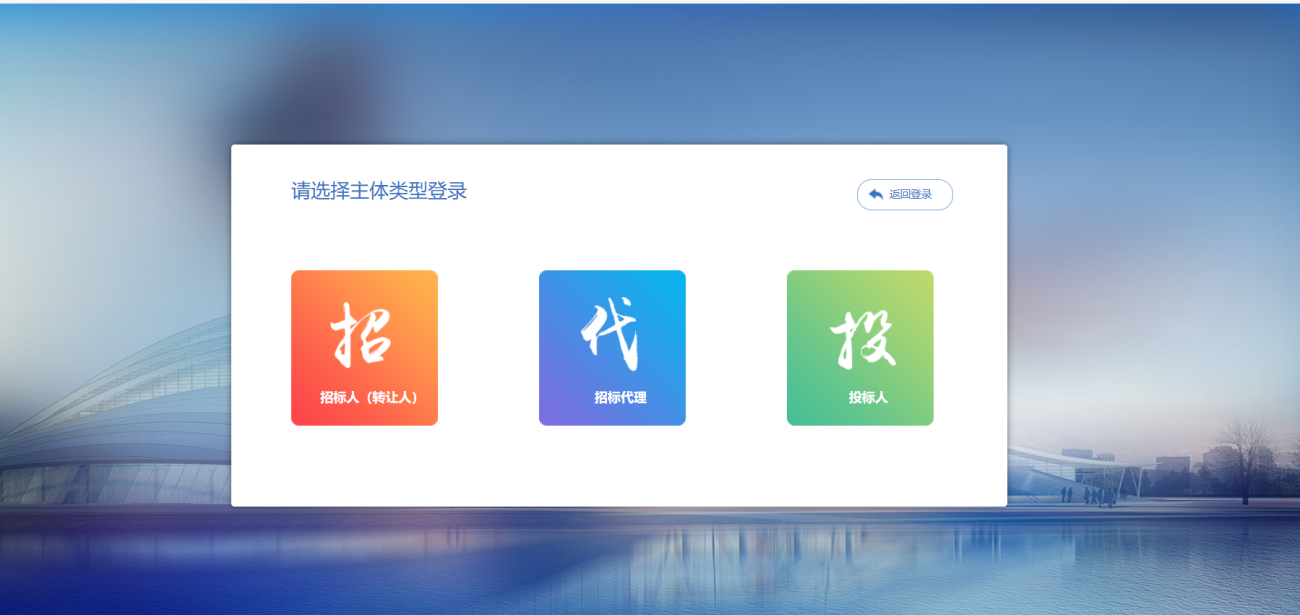 请选择主体类型登录
返回登录
招
招标人（转让人）
代
招标代理
投
投标人